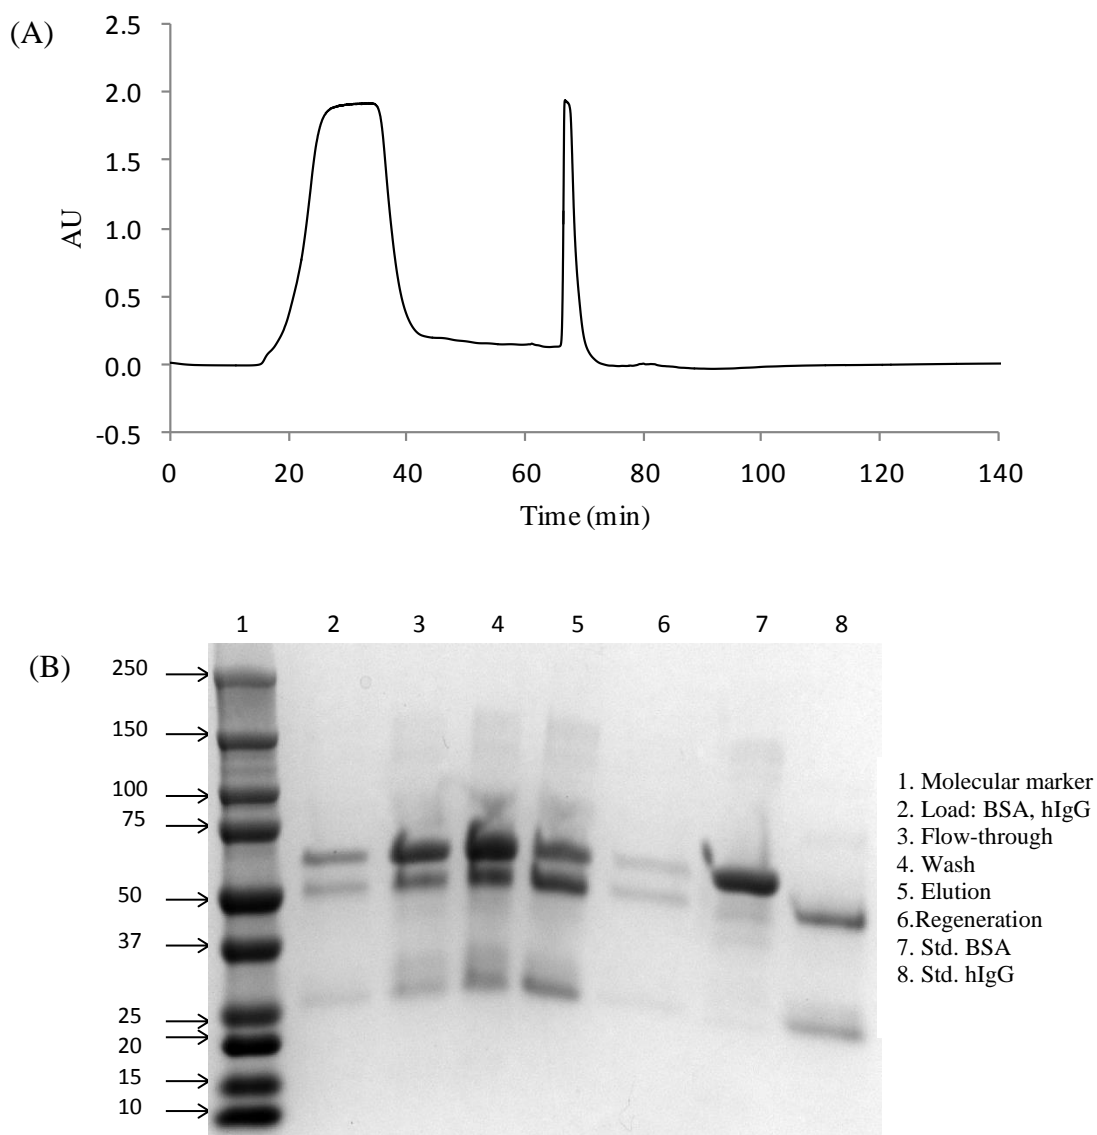 (A)
2.5
2.0
1.5
1.0
0.5
0.0
-0.5
AU
0 20 40 60 80 100 120 140
Time (min)
(B)
1 2 3 4 5 6 7 8
250
150
100
75
50
37
25
20
15
10
1. Molecular marker
2. Load: BSA, hIgG
3. Flow-through
4. Wash
5. Elution
6.Regeneration
7. Std. BSA
8. Std. hIgG